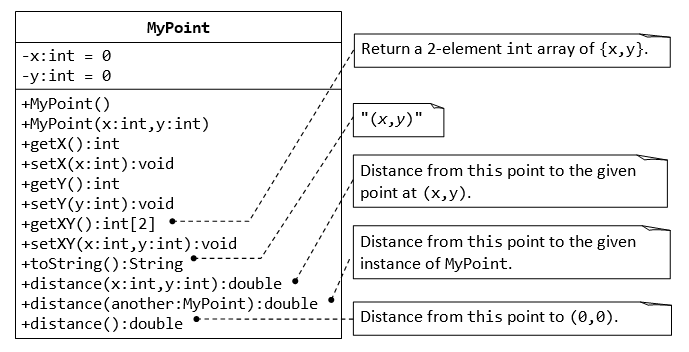 MyPoint
-x:int = 0
-y:int = 0
+MyPoint()
+MyPoint(x:int,y:int)
+getX():int
+setX(x:int):void
+getY():int
+setY(y:int):void
+getXY():int[2]
+setXY(x:int,y:int):void
+toString():String
+distance(x:int,y:int):double
+distance(another:MyPoint):double
+distance():double
Return a 2-element int array of {x,y}.
"(x,y)"
Distance from this point to the given
point at (x,y).
Distance from this point to the given
instance of MyPoint.
Distance from this point to (0,0).